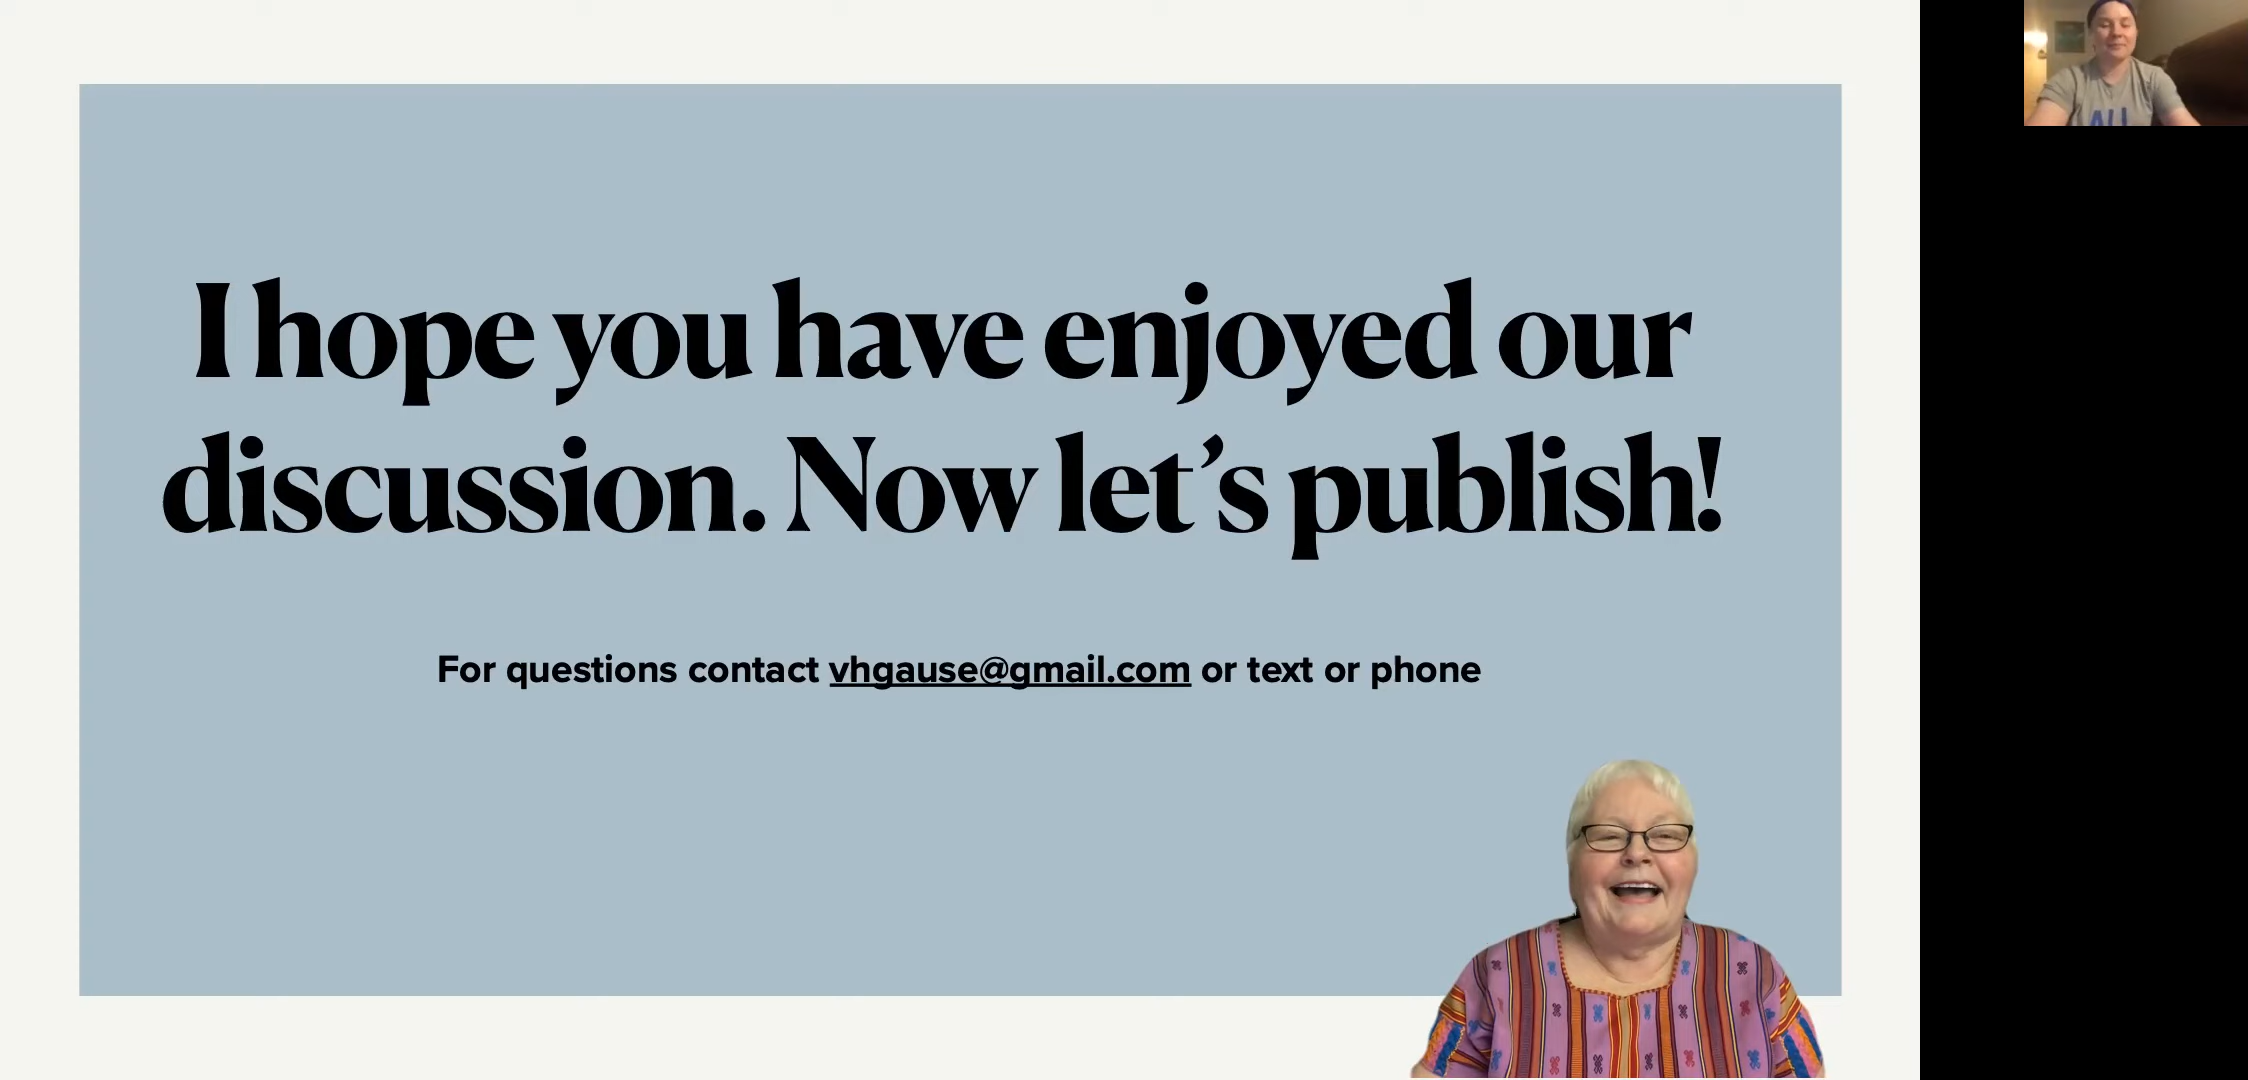 I hope you have enjoyed our
discussion. Now let’s publish!
For questions contact vhgause@gmail.com or text or phone
ALL